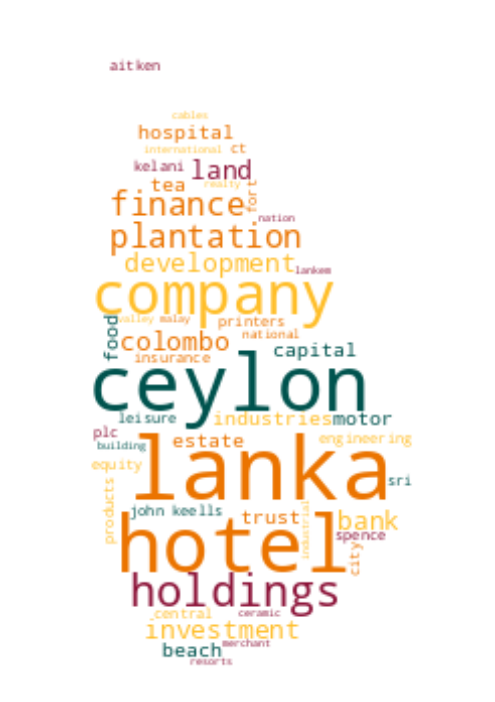 aitken
cables
hospital
international ct
kelani land
tea realty
finance fort
nation
plantation
development lankem
company
valley malay printers
food colombo national
insurance capital
ceylon
leisure industries motor
plc estate engineering
building
lanka
equity sri
products john keells trust industrial bank
hotel spence
city
holdings
central ceramic
investment
beach merchant
resorts